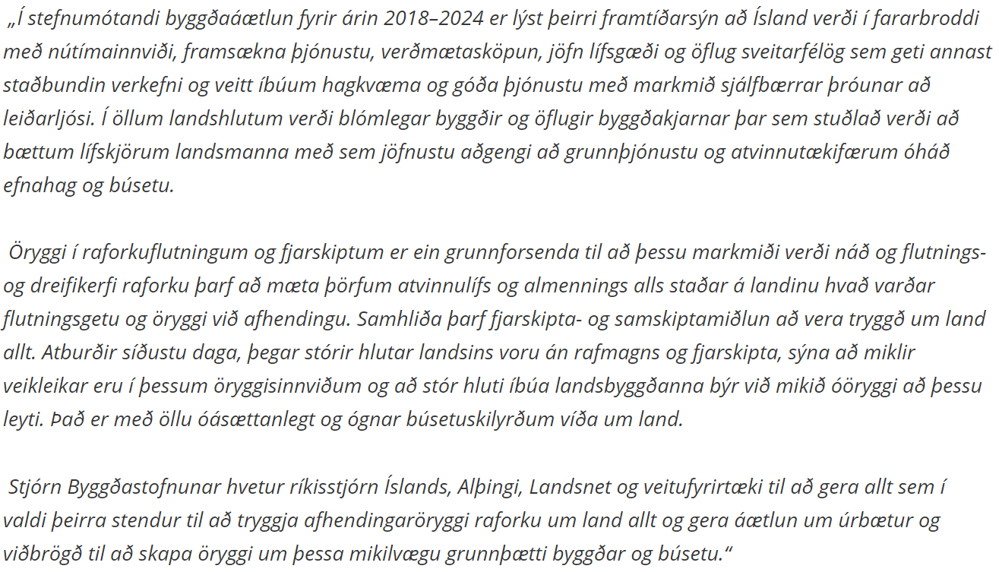 „Í stefnumótandi byggðaáætlun fyrir árin 2018–2024 er lýst þeirri framtíðarsýn að Ísland verði í fararbroddi
með nútímainnviði, framsækna þjónustu, verðmætasköpun, jöfn lífsgæði og öflug sveitarfélög sem geti annast
staðbundin verkefni og veitt íbúum hagkvæma og góða þjónustu með markmið sjálfbærrar þróunar að
leiðarljósi. Í öllum landshlutum verði blómlegar byggðir og öflugir byggðakjarnar þar sem stuðlað verði að
bættum lífskjörum landsmanna með sem jöfnustu aðgengi að grunnþjónustu og atvinnutækifærum óháð
efnahag og búsetu.

Öryggi í raforkuflutningum og fjarskiptum er ein grunnforsenda til að þessu markmiði verði náð og flutnings-
og dreifikerfi raforku þarf að mæta þörfum atvinnulífs og almennings alls staðar á landinu hvað varðar
flutningsgetu og öryggi við afhendingu. Samhliða þarf fjarskipta- og samskiptamiðlun að vera tryggð um land
allt. Atburðir síðustu daga, þegar stórir hlutar landsins voru án rafmagns og fjarskipta, sýna að miklir
veikleikar eru í þessum öryggisinnviðum og að stór hluti íbúa landsbyggðanna býr við mikið óöryggi að þessu
leyti. Það er með öllu óásættanlegt og ógnar búsetuskilyrðum víða um land.

Stjórn Byggðastofnunar hvetur ríkisstjórn Íslands, Alþingi, Landsnet og veitufyrirtæki til að gera allt sem í
valdi þeirra stendur til að tryggja afhendingaröryggi raforku um land allt og gera áætlun um úrbætur og
viðbrögð til að skapa öryggi um þessa mikilvægu grunnþætti byggðar og búsetu.“